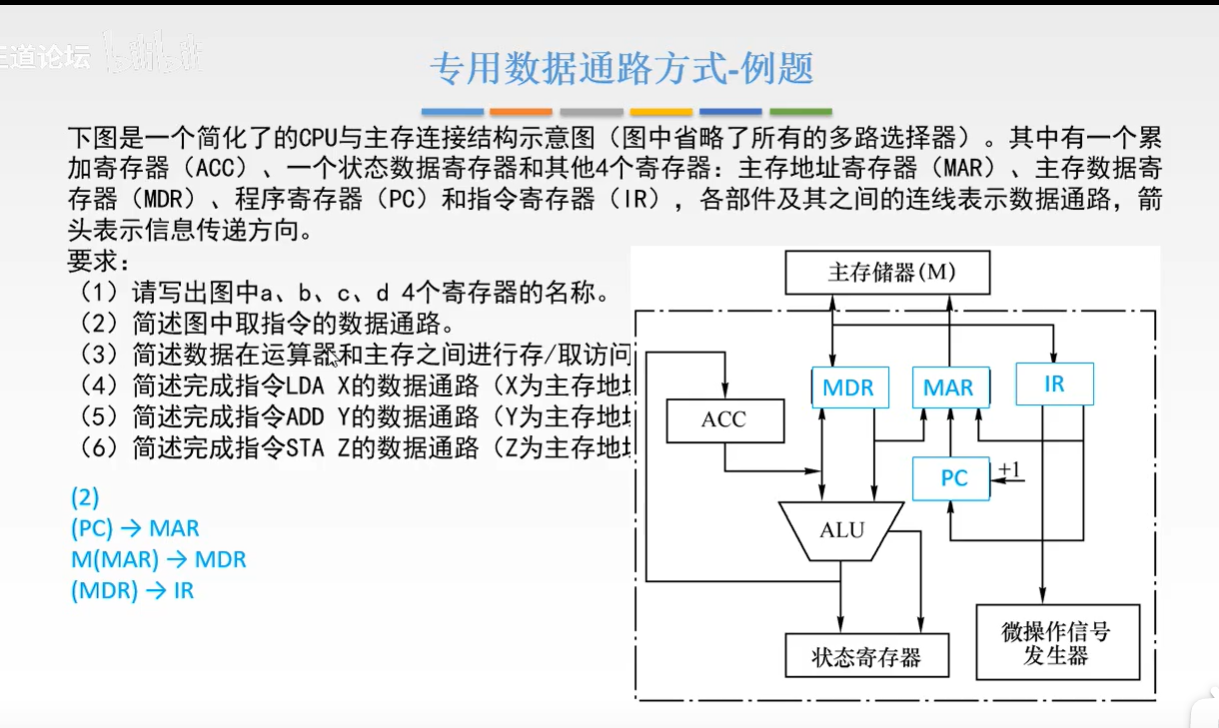 三道论坛
专用数据通路方式-例题
下图是一个简化了的CPU与主存连接结构示意图（图中省略了所有的多路选择器）。其中有一个累
加寄存器（ACC）、一个状态数据寄存器和其他4个寄存器：主存地址寄存器（MAR）、主存数据寄
存器（MDR）、程序寄存器（PC）和指令寄存器（IR），各部件及其之间的连线表示数据通路，箭
头表示信息传递方向。
要求：
（1）请写出图中a、b、c、d 4个寄存器的名称。
（2）简述图中取指令的数据通路。
（3）简述数据在运算器和主存之间进行存/取访问
（4）简述完成指令LDA X的数据通路（X为主存地
（5）简述完成指令ADD Y的数据通路（Y为主存地
（6）简述完成指令STA Z的数据通路（Z为主存地
(2)
(PC) → MAR
M(MAR) → MDR
(MDR) → IR
主存储器(M)
MDR
MAR
IR
ACC
PC
+1
ALU
状态寄存器
微操作信号
发生器